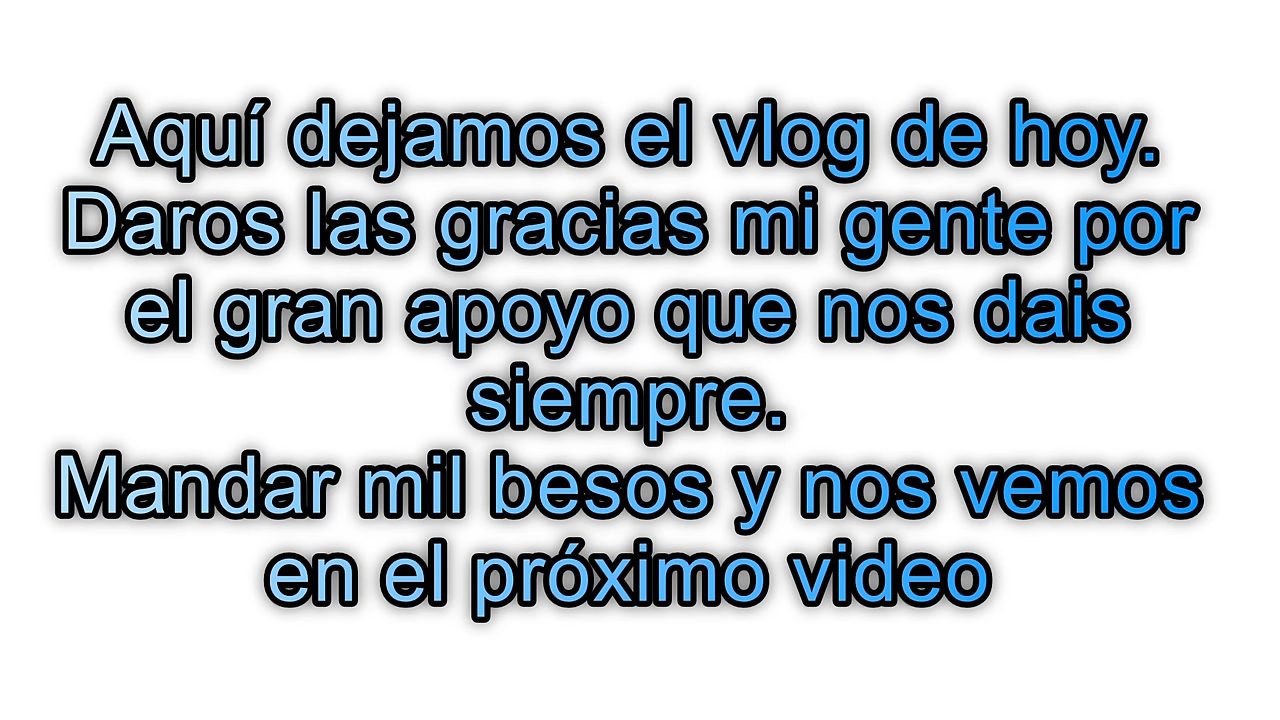 Aquí dejamos el vlog de hoy.
Daros las gracias mi gente por
el gran apoyo que nos dais
siempre.
Mandar mil besos y nos vemos
en el próximo video